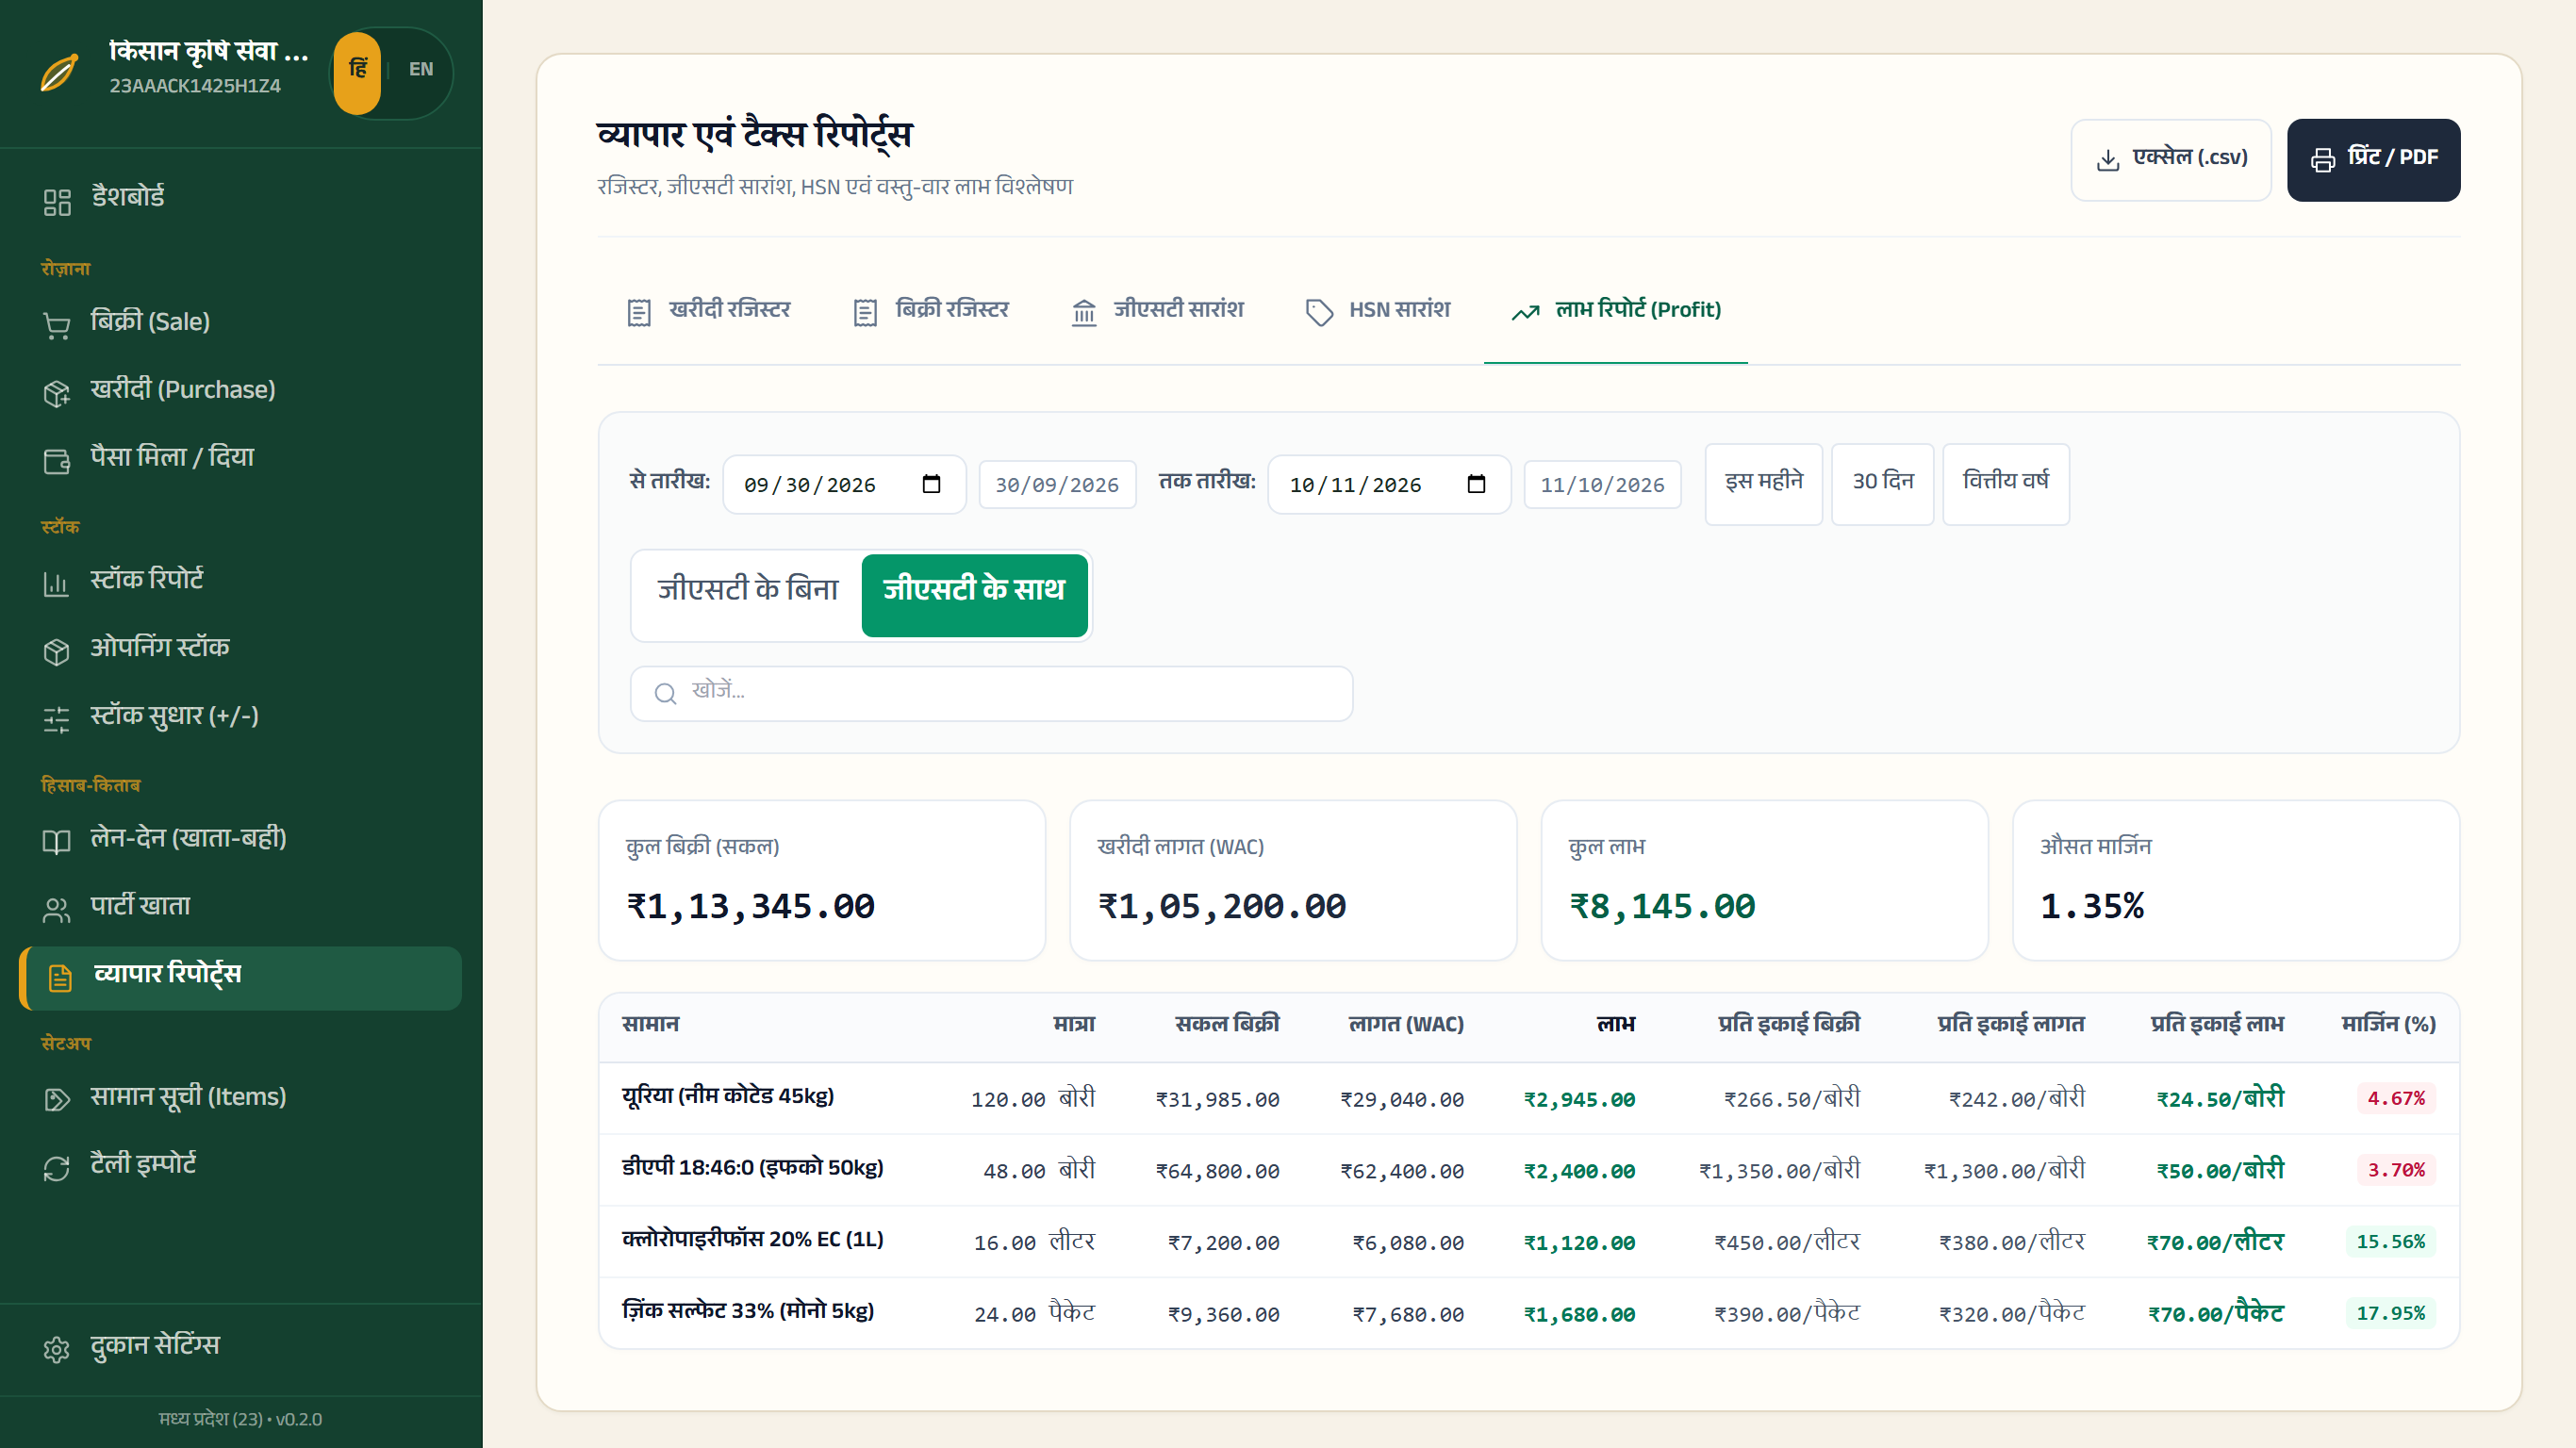 किसान कृषि सेवा ...
23AAACK1425H1Z4
हिं | EN
डैशबोर्ड
रोज़ाना
बिक्री (Sale)
खरीदी (Purchase)
पैसा मिला / दिया
स्टॉक
स्टॉक रिपोर्ट
ओपनिंग स्टॉक
स्टॉक सुधार (+/-)
हिसाब-किताब
लेन-देन (खाता-बही)
पार्टी खाता
व्यापार रिपोर्ट्स
सेटअप
सामान सूची (Items)
टैली इम्पोर्ट
दुकान सेटिंग्स
मध्य प्रदेश (23) • v0.2.0
व्यापार एवं टैक्स रिपोर्ट्स
रजिस्टर, जीएसटी सारांश, HSN एवं वस्तु-वार लाभ विश्लेषण
एक्सेल (.csv) प्रिंट / PDF
खरीदी रजिस्टर बिक्री रजिस्टर जीएसटी सारांश HSN सारांश लाभ रिपोर्ट (Profit)
से तारीख: 09/30/2026 30/09/2026 तक तारीख: 10/11/2026 11/10/2026 इस महीने 30 दिन वित्तीय वर्ष
जीएसटी के बिना जीएसटी के साथ
खोजें...
कुल बिक्री (सकल) खरीदी लागत (WAC) कुल लाभ औसत मार्जिन
₹1,13,345.00 ₹1,05,200.00 ₹8,145.00 1.35%
सामान मात्रा सकल बिक्री लागत (WAC) लाभ प्रति इकाई बिक्री प्रति इकाई लागत प्रति इकाई लाभ मार्जिन (%)
यूरिया (नीम कोटेड 45kg) 120.00 बोरी ₹31,985.00 ₹29,040.00 ₹2,945.00 ₹266.50/बोरी ₹242.00/बोरी ₹24.50/बोरी 4.67%
डीएपी 18:46:0 (इफको 50kg) 48.00 बोरी ₹64,800.00 ₹62,400.00 ₹2,400.00 ₹1,350.00/बोरी ₹1,300.00/बोरी ₹50.00/बोरी 3.70%
क्लोरोपाइरीफॉस 20% EC (1L) 16.00 लीटर ₹7,200.00 ₹6,080.00 ₹1,120.00 ₹450.00/लीटर ₹380.00/लीटर ₹70.00/लीटर 15.56%
ज़िंक सल्फेट 33% (मोनो 5kg) 24.00 पैकेट ₹9,360.00 ₹7,680.00 ₹1,680.00 ₹390.00/पैकेट ₹320.00/पैकेट ₹70.00/पैकेट 17.95%